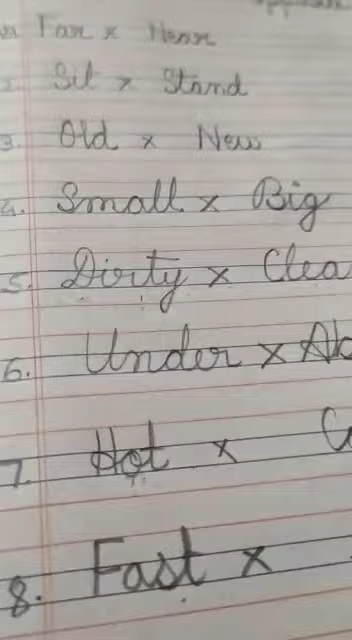 Far x Near
2. Sit x Stand
3. Old x New
4. Small x Big
5. Dirty x Clea
6. Under x Ab
7. Hot x C
8. Fast x